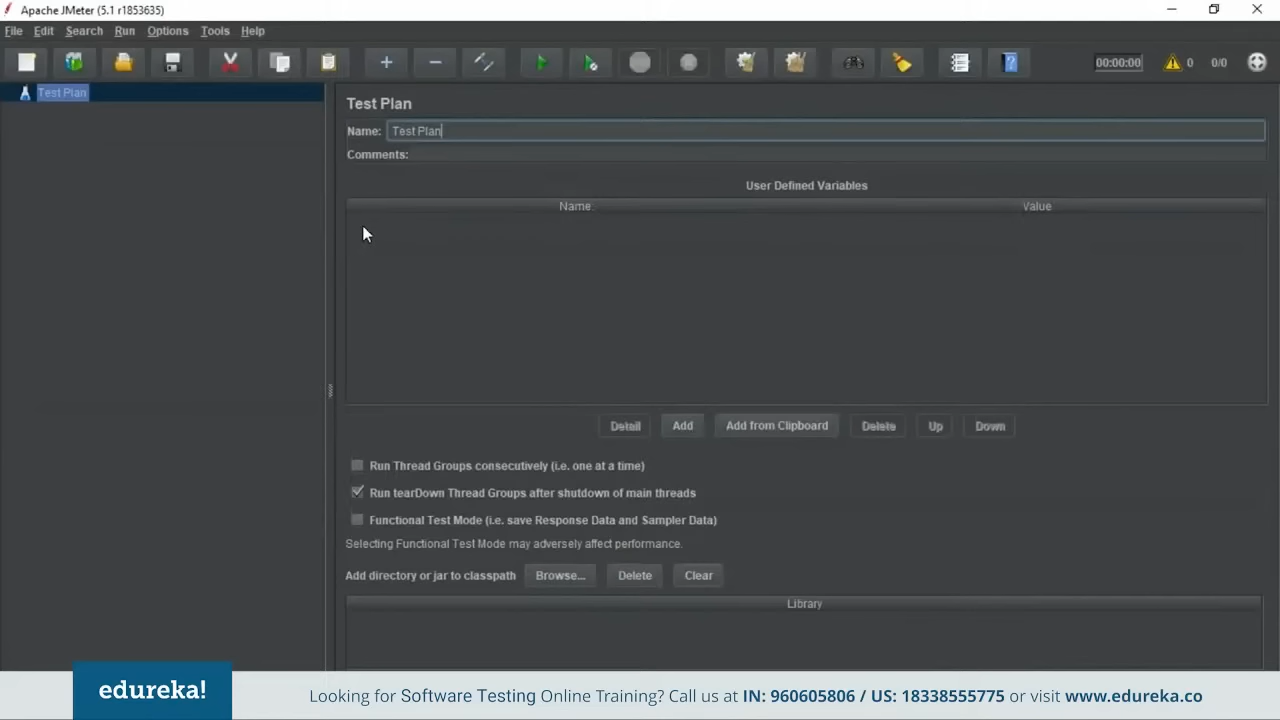 Apache JMeter (5.1 r1853635)
File Edit Search Run Options Tools Help
00:00:00 0 0/0
Test Plan
Test Plan
Name: Test Plan
Comments:
User Defined Variables
Name: Value
Detail Add Add from Clipboard Delete Up Down
Run Thread Groups consecutively (i.e. one at a time)
Run tearDown Thread Groups after shutdown of main threads
Functional Test Mode (i.e. save Response Data and Sampler Data)
Selecting Functional Test Mode may adversely affect performance.
Add directory or jar to classpath Browse... Delete Clear
Library
edureka!
Looking for Software Testing Online Training? Call us at IN: 960605806 / US: 18338555775 or visit www.edureka.co